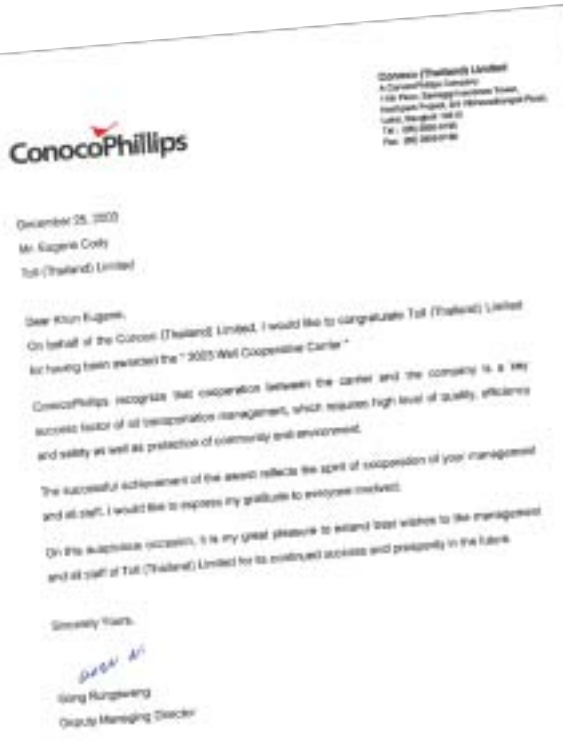 ConocoPhillips
Conoco (Thailand) Limited
A ConocoPhillips Company
December 25, 2003
Mr. Eugene Cody
Toll (Thailand) Limited
Dear Khun Eugene,
On behalf of the Conoco (Thailand) Limited, I would like to congratulate Toll (Thailand) Limited
for having been awarded the " 2003 Well Cooperative Carrier "
ConocoPhillips recognize that cooperation between the carrier and the company is a key
success factor of oil transportation management, which requires high level of quality, efficiency
and safety as well as protection of community and environment.
The successful achievement of the award reflects the spirit of cooperation of your management
and all staff. I would like to express my gratitude to everyone involved.
On this auspicious occasion, it is my great pleasure to extend best wishes to the management
and all staff of Toll (Thailand) Limited for its continued success and prosperity in the future.
Sincerely Yours,
Deputy Managing Director